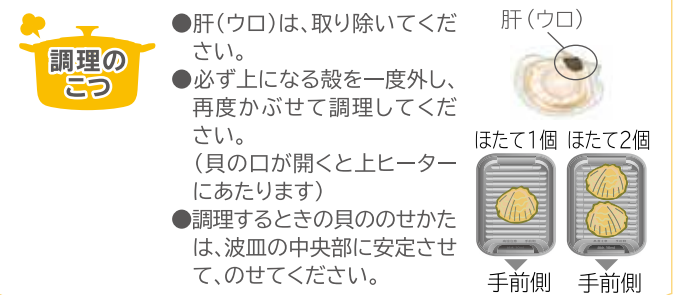 調理の
こつ
●肝(ウロ)は、取り除いてくだ
さい。
●必ず上になる殻を一度外し、
再度かぶせて調理してくだ
さい。
(貝の口が開くと上ヒーター
にあたります)
●調理するときの貝ののせかた
は、波皿の中央部に安定させ
て、のせてください。
肝(ウロ)
ほたて1個 ほたて2個
手前側 手前側